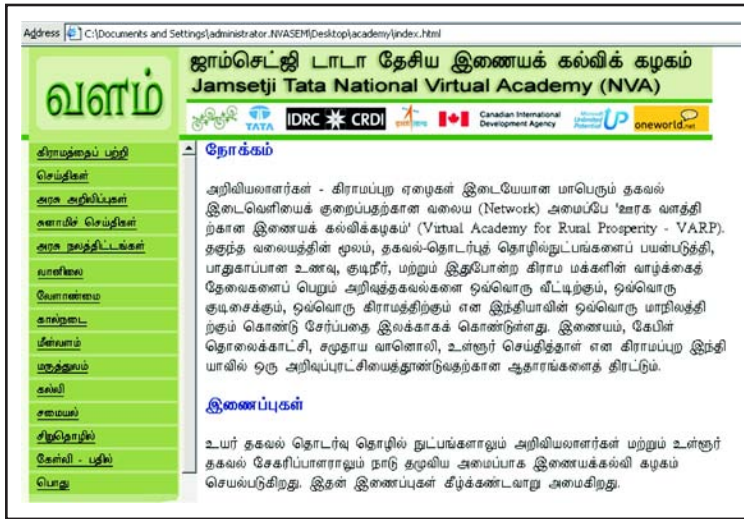 Address C:\Documents and Settings\administrator.NVASEM\Desktop\academy\index.html
வளம்
ஜாம்செட்ஜி டாடா தேசிய இணையக் கல்விக் கழகம்
Jamsetji Tata National Virtual Academy (NVA)
TATA IDRC CRDI Canadian International Development Agency Microsoft Unlimited Potential UP oneworld.net
கிராமத்தைப் பற்றி
செய்திகள்
அரசு அறிவிப்புகள்
சுனாமிச் செய்திகள்
அரசு நலத்திட்டங்கள்
வானிலை
வேளாண்மை
கால்நடை
மீன்வளம்
மருத்துவம்
கல்வி
சமையல்
சிறுதொழில்
கேள்வி - பதில்
பொது
நோக்கம்
அறிவியலாளர்கள் - கிராமப்புற ஏழைகள் இடையேயான மாபெரும் தகவல்
இடைவெளியைக் குறைப்பதற்கான வலைய (Network) அமைப்பே 'ஊரக வளத்தி
ற்கான இணையக் கல்விக்கழகம்' (Virtual Academy for Rural Prosperity - VARP).
தகுந்த வலையத்தின் மூலம், தகவல்-தொடர்புத் தொழில்நுட்பங்களைப் பயன்படுத்தி,
பாதுகாப்பான உணவு, குடிநீர், மற்றும் இதுபோன்ற கிராம மக்களின் வாழ்க்கைத்
தேவைகளைப் பெறும் அறிவுத்தகவல்களை ஒவ்வொரு வீட்டிற்கும், ஒவ்வொரு
குடிசைக்கும், ஒவ்வொரு கிராமத்திற்கும் என இந்தியாவின் ஒவ்வொரு மாநிலத்தி
ற்கும் கொண்டு சேர்ப்பதை இலக்காகக் கொண்டுள்ளது. இணையம், கேபிள்
தொலைக்காட்சி, சமுதாய வானொலி, உள்ளூர் செய்தித்தாள் என கிராமப்புற இந்தி
யாவில் ஒரு அறிவுப்புரட்சியைத்தூண்டுவதற்கான ஆதாரங்களைத் திரட்டும்.
இணைப்புகள்
உயர் தகவல் தொடர்வு தொழில் நுட்பங்களாலும் அறிவியலாளர்கள் மற்றும் உள்ளூர்
தகவல் சேகரிப்பாளராலும் நாடு தழுவிய அமைப்பாக இணையக்கல்வி கழகம்
செயல்படுகிறது. இதன் இணைப்புகள் கீழ்க்கண்டவாறு அமைகிறது.